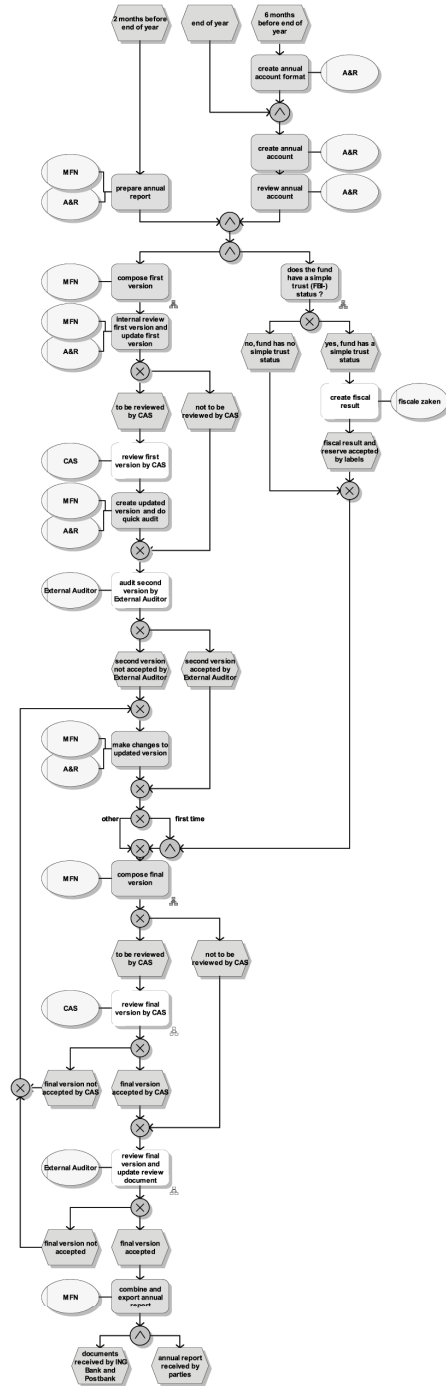 2 months before
end of year
end of year
6 months
before end of
year
create annual
account format
A&R
create annual
account
A&R
MFN
A&R
prepare annual
report
review annual
account
A&R
MFN
compose first
version
does the fund
have a simple
trust (FBI-)
status ?
MFN
A&R
internal review
first version and
update first
version
no, fund has no
simple trust
status
yes, fund has a
simple trust
status
to be reviewed
by CAS
not to be
reviewed by CAS
create fiscal
result
fiscale zaken
CAS
review first
version by CAS
fiscal result and
reserve accepted
by labels
MFN
A&R
create updated
version and do
quick audit
External Auditor
audit second
version by
External Auditor
second version
not accepted by
External Auditor
second version
accepted by
External Auditor
MFN
A&R
make changes to
updated version
other
first time
MFN
compose final
version
to be reviewed
by CAS
not to be
reviewed by CAS
CAS
review final
version by CAS
final version not
accepted by CAS
final version
accepted by CAS
External Auditor
review final
version and
update review
document
final version not
accepted
final version
accepted
MFN
combine and
export annual
report
documents
received by ING
Bank and
Postbank
annual report
received by
parties